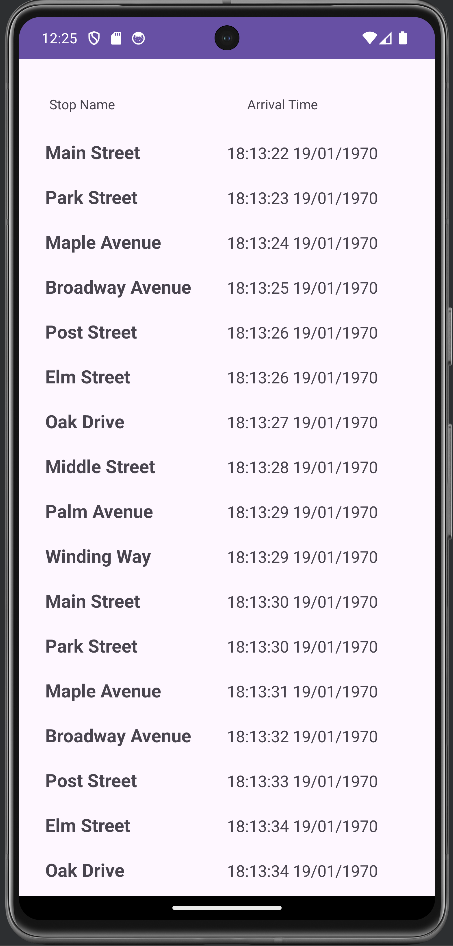 12:25
Stop Name Arrival Time
Main Street 18:13:22 19/01/1970
Park Street 18:13:23 19/01/1970
Maple Avenue 18:13:24 19/01/1970
Broadway Avenue 18:13:25 19/01/1970
Post Street 18:13:26 19/01/1970
Elm Street 18:13:26 19/01/1970
Oak Drive 18:13:27 19/01/1970
Middle Street 18:13:28 19/01/1970
Palm Avenue 18:13:29 19/01/1970
Winding Way 18:13:29 19/01/1970
Main Street 18:13:30 19/01/1970
Park Street 18:13:30 19/01/1970
Maple Avenue 18:13:31 19/01/1970
Broadway Avenue 18:13:32 19/01/1970
Post Street 18:13:33 19/01/1970
Elm Street 18:13:34 19/01/1970
Oak Drive 18:13:34 19/01/1970